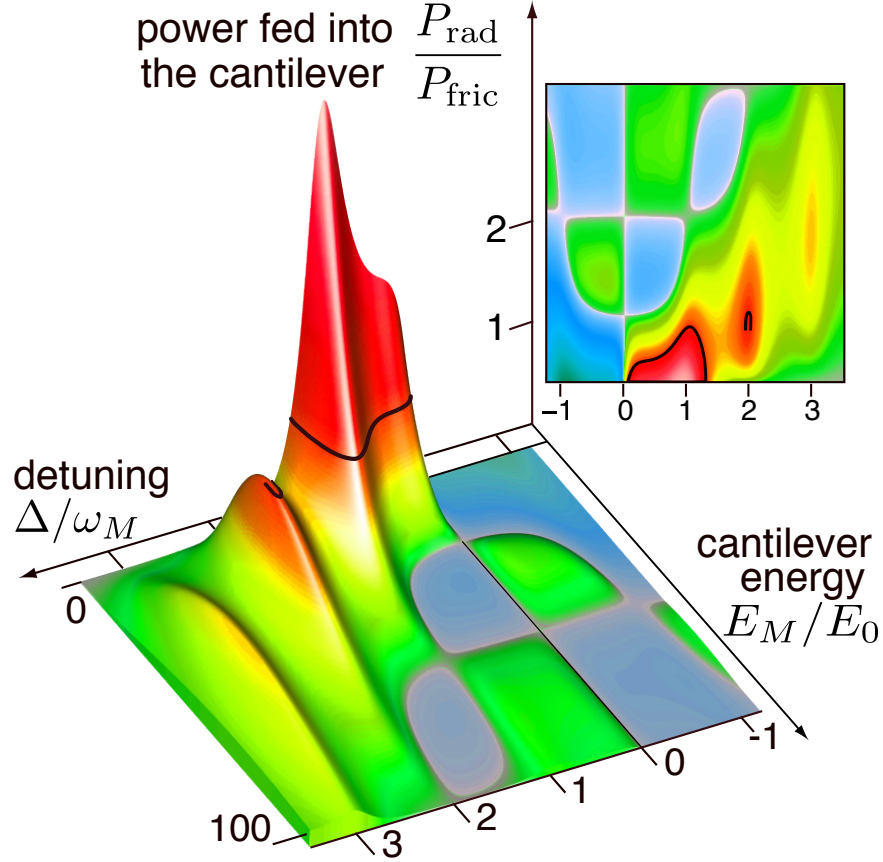 power fed into
the cantilever
P_rad
P_fric
2
1
-1 0 1 2 3
detuning
Δ/ω_M
0
cantilever
energy
E_M/E_0
-1
0
1
2
3
100